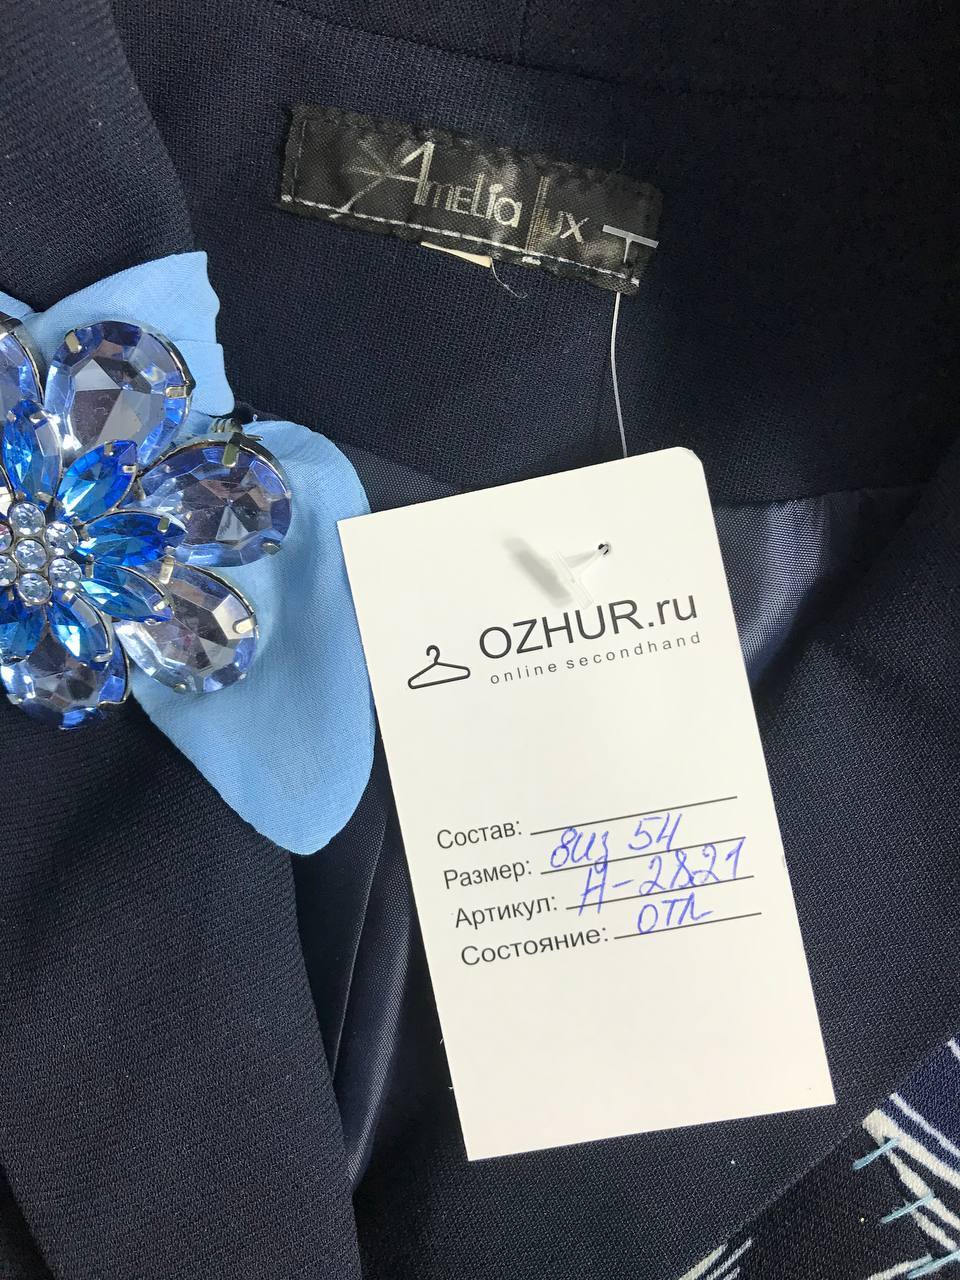 Amelia Lux
OZHUR.ru
online secondhand
Состав:
Размер: виз 54
Артикул: Н-2821
Состояние: отл